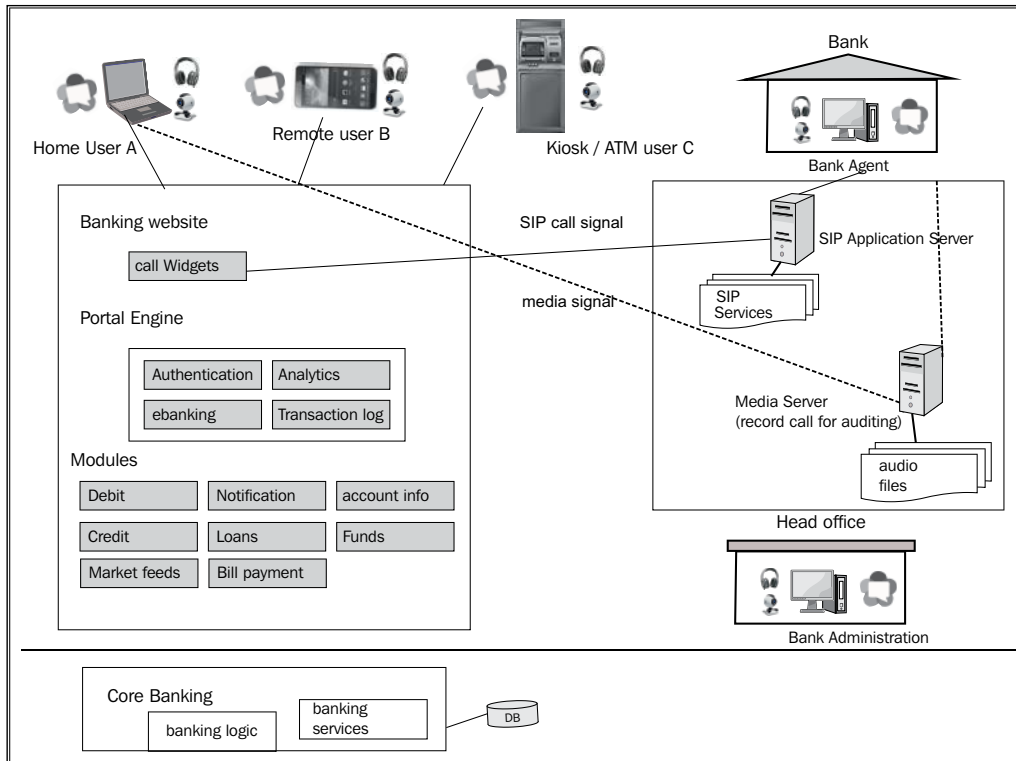 Bank
Home User A
Remote user B
Kiosk / ATM user C
Bank Agent
Banking website
call Widgets
SIP call signal
SIP Application Server
SIP
Services
media signal
Portal Engine
Authentication
Analytics
ebanking
Transaction log
Media Server
(record call for auditing)
audio
files
Modules
Debit
Notification
account info
Credit
Loans
Funds
Market feeds
Bill payment
Head office
Bank Administration
Core Banking
banking logic
banking
services
DB